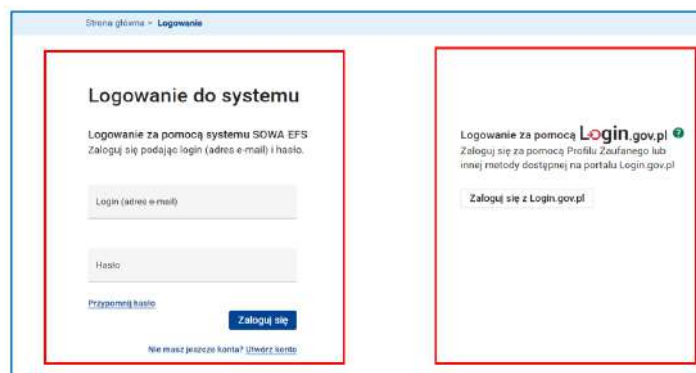 Strona główna > Logowanie
Logowanie do systemu
Logowanie za pomocą systemu SOWA EFS
Zaloguj się podając login (adres e-mail) i hasło.
Login (adres e-mail)
Hasło
Przypomnij hasło
Zaloguj się
Nie masz jeszcze konta? Utwórz konto
Logowanie za pomocą Login.gov.pl ?
Zaloguj się za pomocą Profilu Zaufanego lub
innej metody dostępnej na portalu Login.gov.pl
Zaloguj się z Login.gov.pl